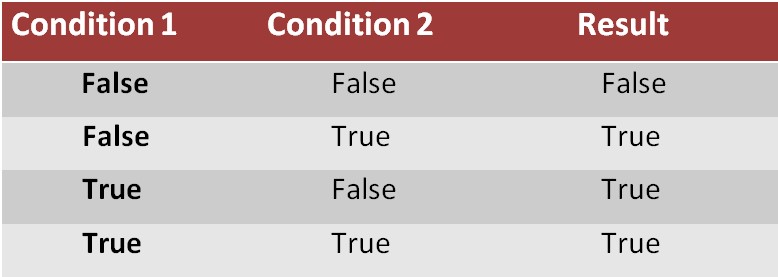 Condition 1 Condition 2 Result
False False False
False True True
True False True
True True True